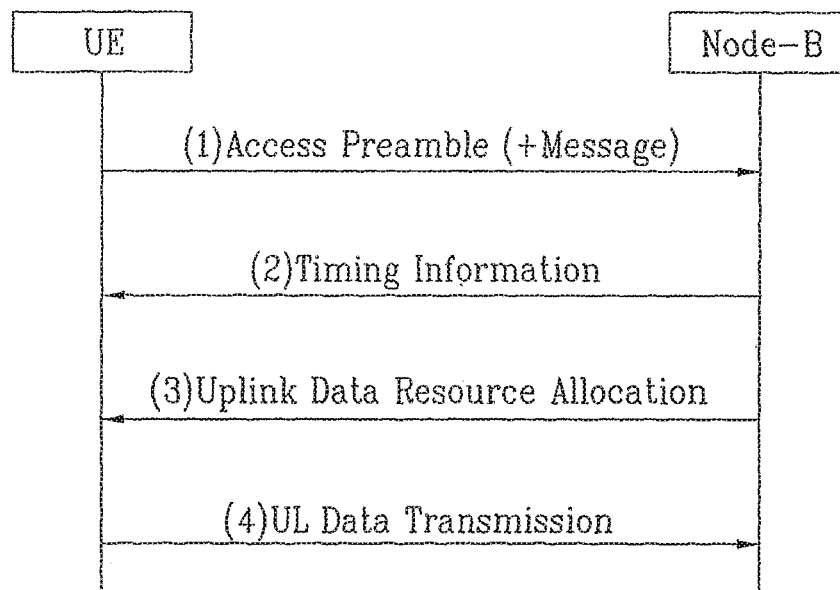 UE
Node-B
(1)Access Preamble (+Message)
(2)Timing Information
(3)Uplink Data Resource Allocation
(4)UL Data Transmission